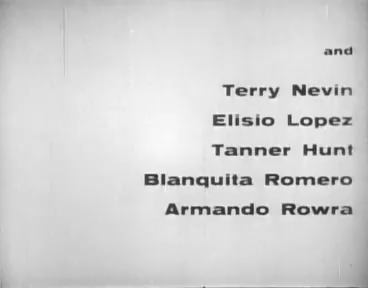 and
Terry Nevin
Elisio Lopez
Tanner Hunt
Blanquita Romero
Armando Rowra